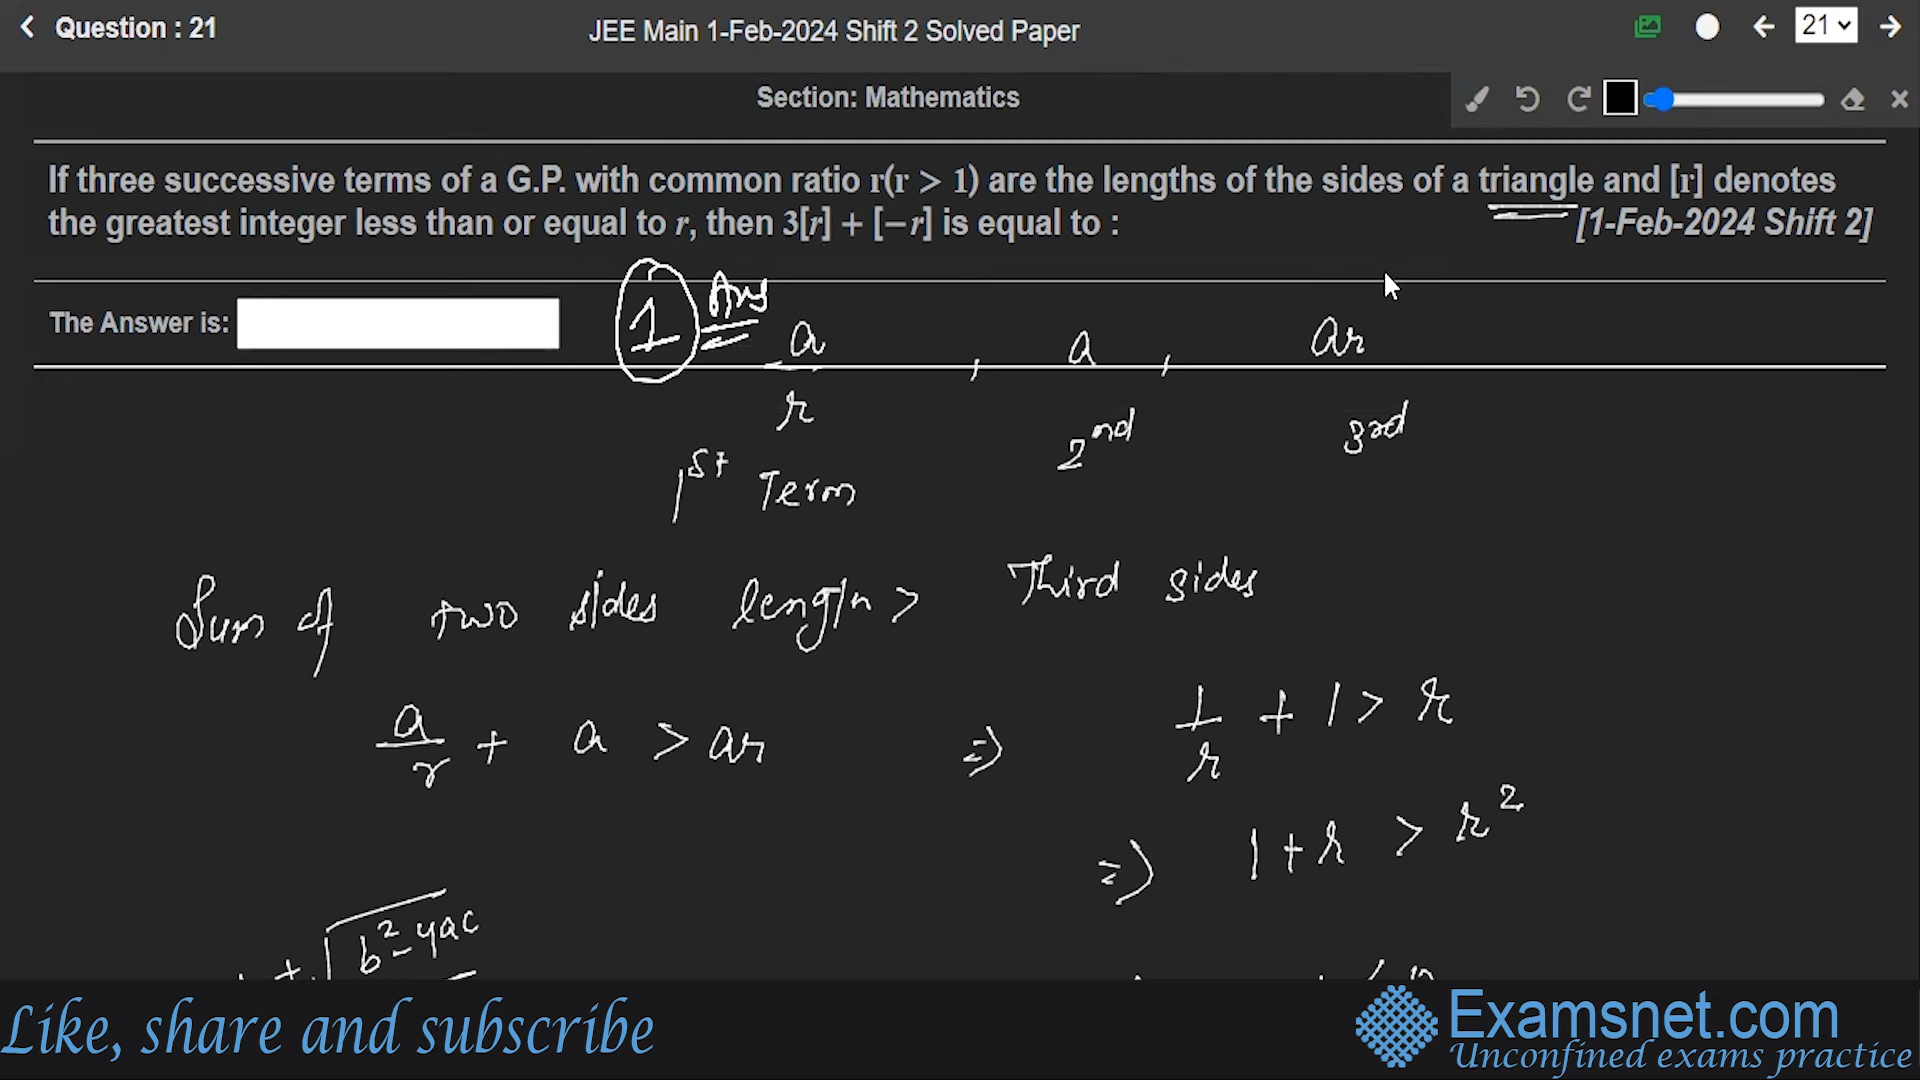 Question : 21
JEE Main 1-Feb-2024 Shift 2 Solved Paper
21
Section: Mathematics
If three successive terms of a G.P. with common ratio r(r > 1) are the lengths of the sides of a triangle and [r] denotes
the greatest integer less than or equal to r, then 3[r] + [−r] is equal to :
[1-Feb-2024 Shift 2]
The Answer is:
1 Ans
a/r , a , ar
1st Term 2nd 3rd
Sum of two sides length > Third sides
a/r + a > ar => 1/r + 1 > r
=> 1 + r > r²
√b² - 4ac
Like, share and subscribe
Examsnet.com
Unconfined exams practice